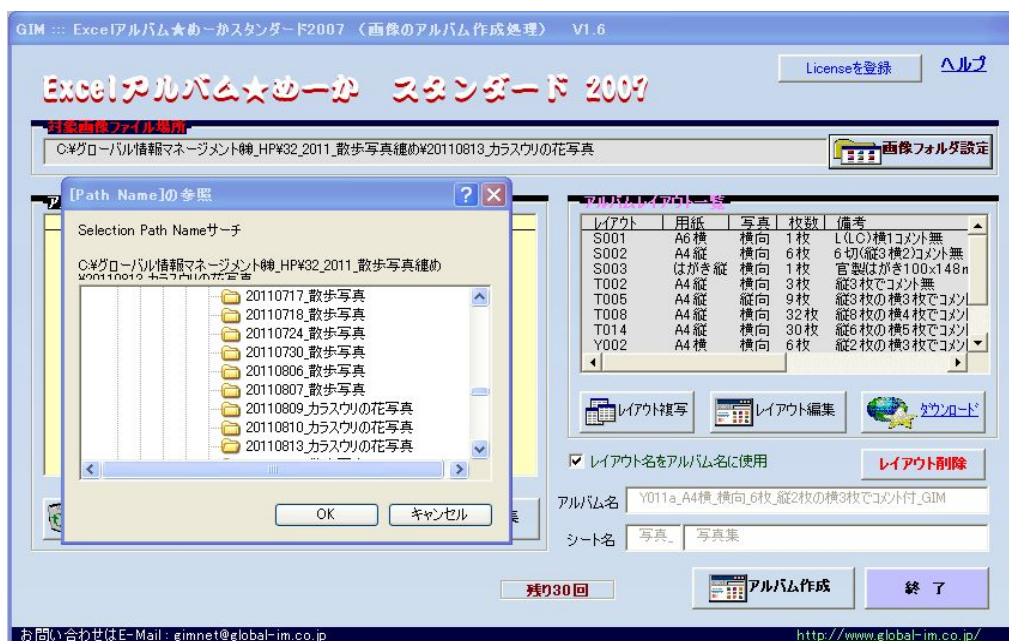 GIM ::: Excelアルバム★めーかスタンダード2007 (画像のアルバム作成処理) V1.6
Licenseを登録 ヘルプ
Excelアルバム★めーか スタンダード 2007
対象画像ファイル場所
C:¥グローバル情報マネージメント㈱_HP¥32_2011_散歩写真纏め¥20110813_カラスウリの花写真
画像フォルダ設定
[Path Name]の参照
Selection Path Nameサーチ
C:¥グローバル情報マネージメント㈱_HP¥32_2011_散歩写真纏め
¥20110813_カラスウリの花写真
20110717_散歩写真
20110718_散歩写真
20110724_散歩写真
20110730_散歩写真
20110806_散歩写真
20110807_散歩写真
20110809_カラスウリの花写真
20110810_カラスウリの花写真
20110813_カラスウリの花写真
OK キャンセル
アルバムレイアウト一覧
レイアウト 用紙 写真 枚数 備考
S001 A6横 横向 1枚 L(LC)横1コメント無
S002 A4縦 横向 6枚 6切(縦3横2)コメント無
S003 はがき縦 横向 1枚 官製はがき100x148m
T002 A4縦 横向 3枚 縦3枚でコメント無
T005 A4縦 縦向 9枚 縦3枚の横3枚でコメン
T008 A4縦 横向 32枚 縦8枚の横4枚でコメン
T014 A4縦 横向 30枚 縦6枚の横5枚でコメン
Y002 A4横 横向 6枚 縦2枚の横3枚でコメン
レイアウト複写 レイアウト編集 ダウンロード
レイアウト名をアルバム名に使用 レイアウト削除
アルバム名 Y011a_A4横_横向_6枚_縦2枚の横3枚でコメント付_GIM
シート名 写真_ 写真集
残り30回 アルバム作成 終 了
お問い合わせはE-Mail : gimnet@global-im.co.jp http://www.global-im.co.jp/